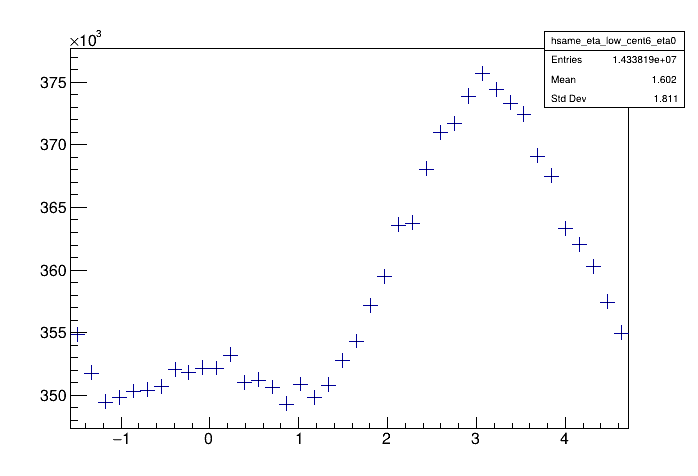 ×10³
hsame_eta_low_cent6_eta0
Entries 1.433819e+07
Mean 1.602
Std Dev 1.811
375
370
365
360
355
350
−1 0 1 2 3 4